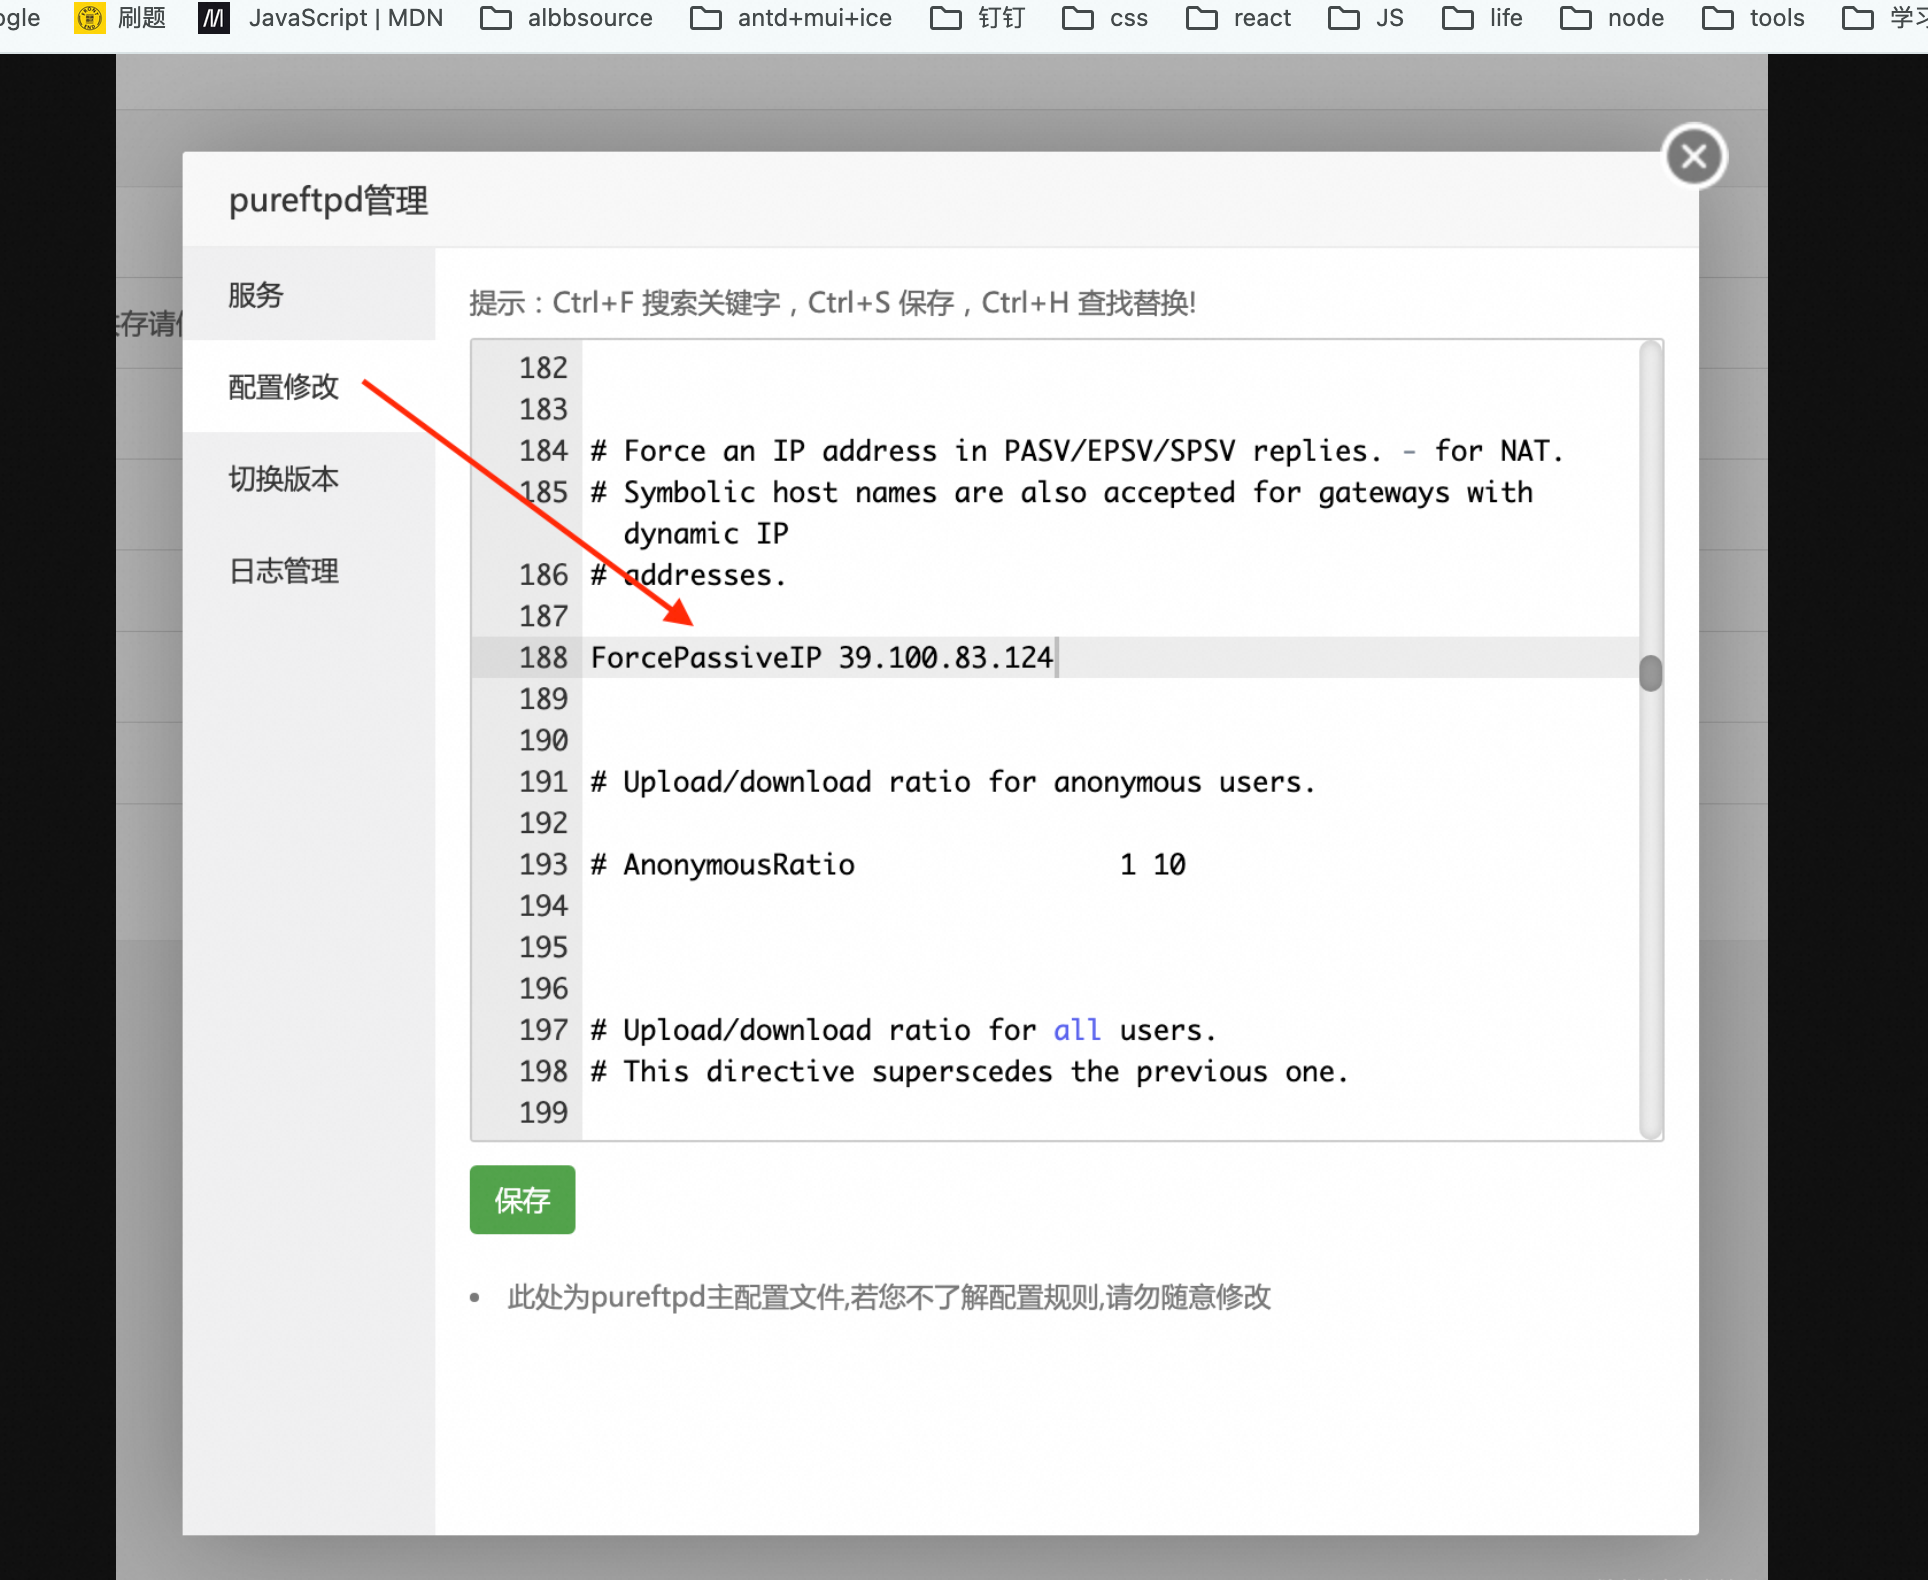 ogle 刷题 JavaScript | MDN albbsource antd+mui+ice 钉钉 css react JS life node tools 学习
pureftpd管理
服务
配置修改
切换版本
日志管理
存请使
提示：Ctrl+F 搜索关键字，Ctrl+S 保存，Ctrl+H 查找替换!
182
183
184 # Force an IP address in PASV/EPSV/SPSV replies. - for NAT.
185 # Symbolic host names are also accepted for gateways with
dynamic IP
186 # addresses.
187
188 ForcePassiveIP 39.100.83.124
189
190
191 # Upload/download ratio for anonymous users.
192
193 # AnonymousRatio 1 10
194
195
196
197 # Upload/download ratio for all users.
198 # This directive superscedes the previous one.
199
保存
• 此处为pureftpd主配置文件,若您不了解配置规则,请勿随意修改